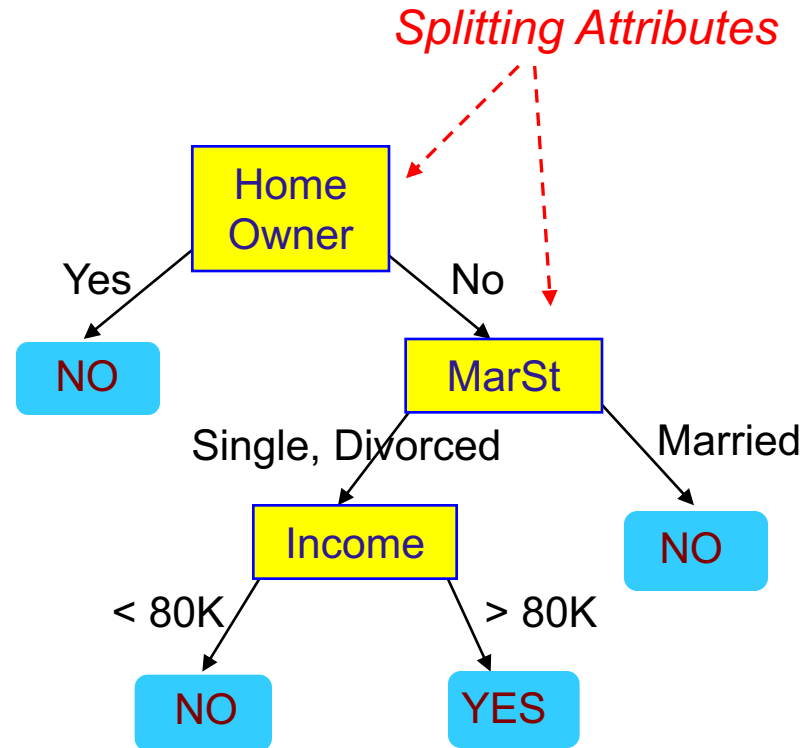 Splitting Attributes
Home
Owner
Yes
No
NO
MarSt
Single, Divorced
Married
Income
NO
< 80K
> 80K
NO
YES